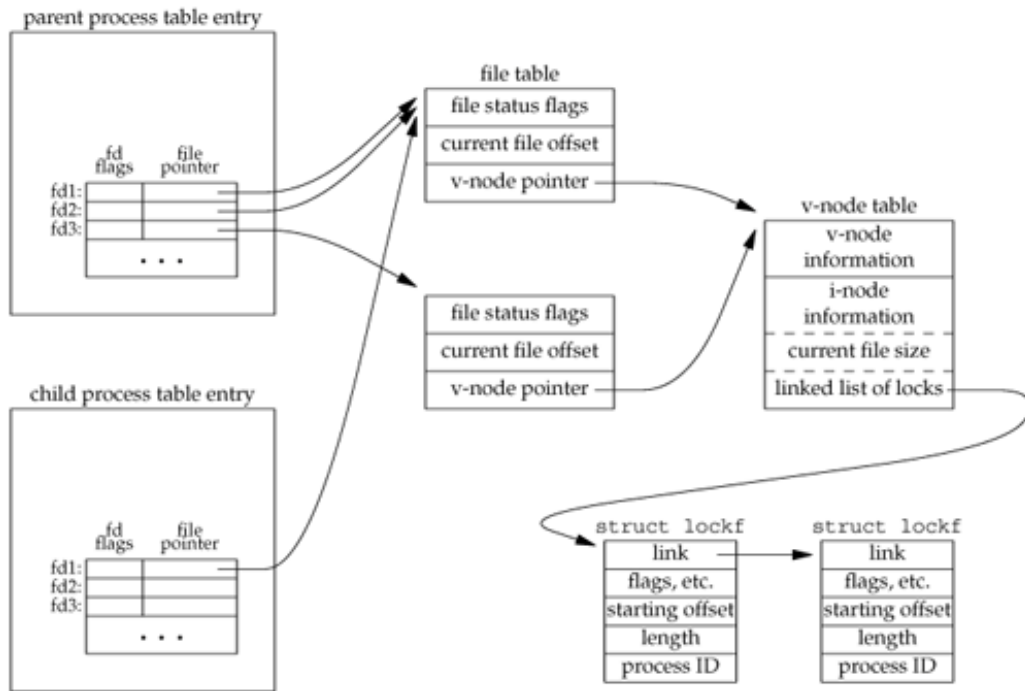 parent process table entry
fd
flags
file
pointer
fd1:
fd2:
fd3:
• • •
file table
file status flags
current file offset
v-node pointer
file status flags
current file offset
v-node pointer
v-node table
v-node
information
i-node
information
current file size
linked list of locks
child process table entry
fd
flags
file
pointer
fd1:
fd2:
fd3:
• • •
struct lockf
link
flags, etc.
starting offset
length
process ID
struct lockf
link
flags, etc.
starting offset
length
process ID